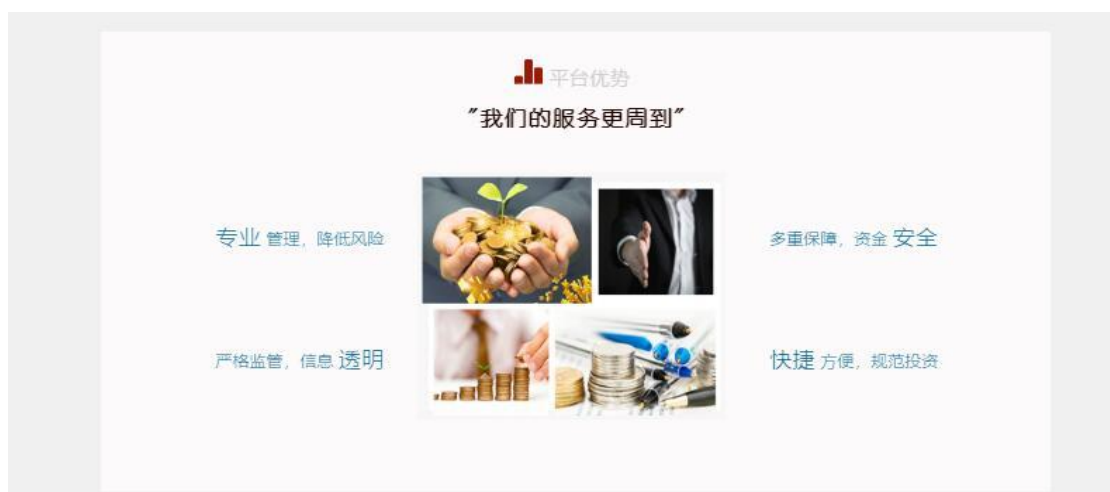 平台优势
"我们的服务更周到"
专业 管理，降低风险
多重保障，资金 安全
严格监管，信息 透明
快捷 方便，规范投资